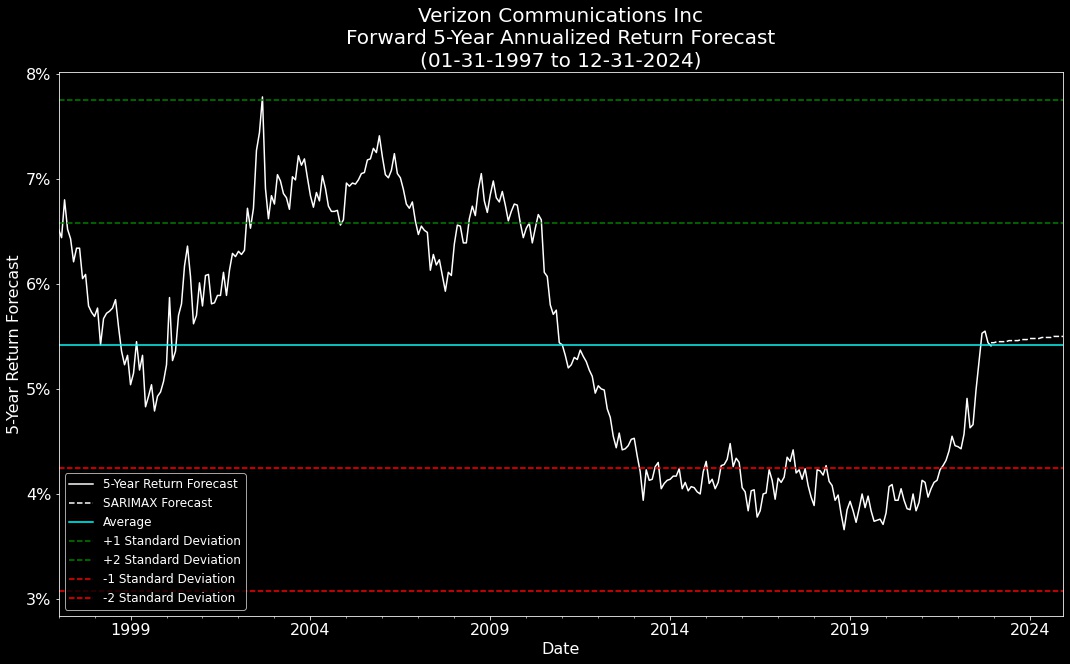 Verizon Communications Inc
Forward 5-Year Annualized Return Forecast
(01-31-1997 to 12-31-2024)
5-Year Return Forecast
8%
7%
6%
5%
4%
3%
5-Year Return Forecast
SARIMAX Forecast
Average
+1 Standard Deviation
+2 Standard Deviation
-1 Standard Deviation
-2 Standard Deviation
1999
2004
2009
2014
2019
2024
Date